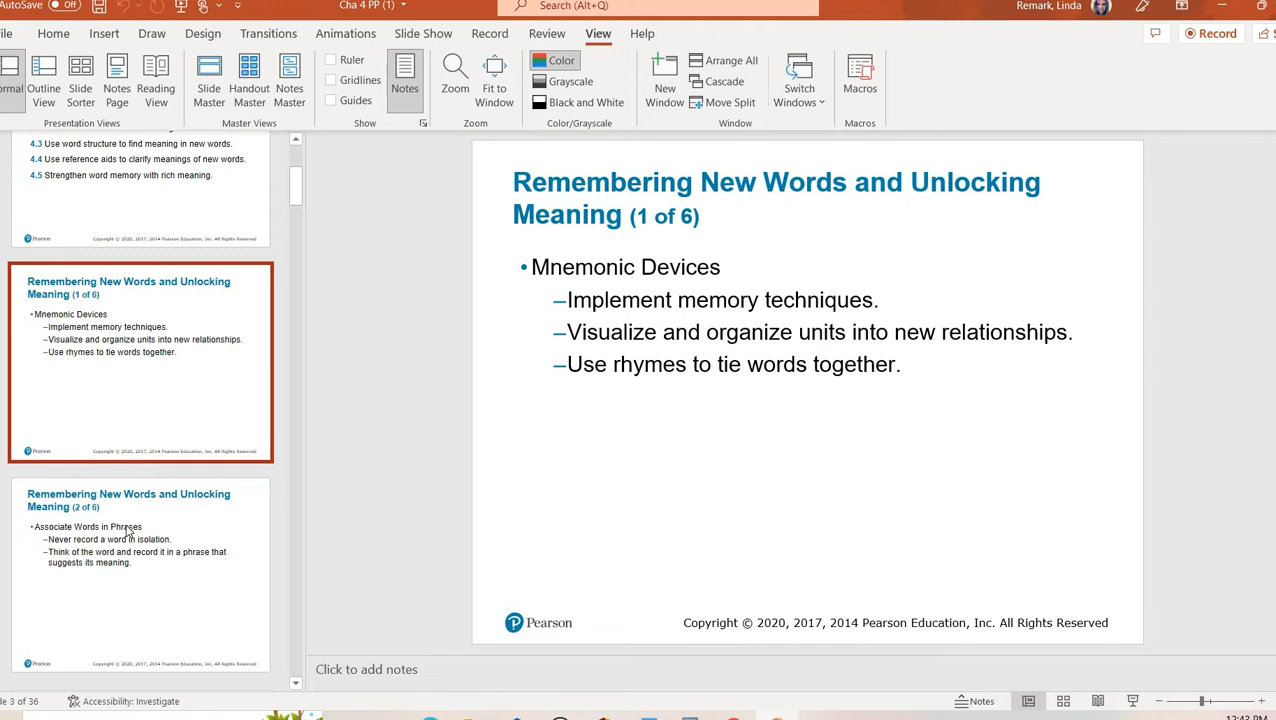 AutoSave Off
Cha 4 PP (1)
Search (Alt+Q)
Remark, Linda
File Home Insert Draw Design Transitions Animations Slide Show Record Review View Help
Record
Normal Outline View Slide Sorter Notes Page Reading View
Presentation Views
Slide Master Handout Master Notes Master
Master Views
Ruler
Gridlines
Guides
Show
Notes
Zoom Fit to Window
Zoom
Color
Grayscale
Black and White
Color/Grayscale
New Window
Arrange All
Cascade
Move Split
Switch Windows
Window
Macros
Macros
4.3 Use word structure to find meaning in new words.
4.4 Use reference aids to clarify meanings of new words.
4.5 Strengthen word memory with rich meaning.
Pearson Copyright © 2020, 2017, 2014 Pearson Education, Inc. All Rights Reserved
Remembering New Words and Unlocking
Meaning (1 of 6)
•Mnemonic Devices
–Implement memory techniques.
–Visualize and organize units into new relationships.
–Use rhymes to tie words together.
Pearson Copyright © 2020, 2017, 2014 Pearson Education, Inc. All Rights Reserved
Remembering New Words and Unlocking
Meaning (2 of 6)
•Associate Words in Phrases
–Never record a word in isolation.
–Think of the word and record it in a phrase that
suggests its meaning.
Pearson Copyright © 2020, 2017, 2014 Pearson Education, Inc. All Rights Reserved
Remembering New Words and Unlocking
Meaning (1 of 6)
•Mnemonic Devices
–Implement memory techniques.
–Visualize and organize units into new relationships.
–Use rhymes to tie words together.
Pearson Copyright © 2020, 2017, 2014 Pearson Education, Inc. All Rights Reserved
Click to add notes
de 3 of 36 Accessibility: Investigate Notes
12:43 PM